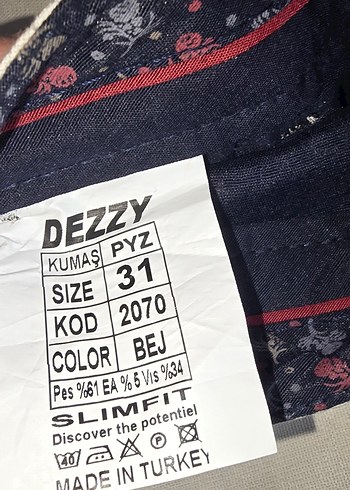 DEZZY
KUMAŞ PYZ
SIZE 31
KOD 2070
COLOR BEJ
Pes %61 EA % 5 Vis %34
SLIMFIT
Discover the potentiel
40 P
MADE IN TURKEY